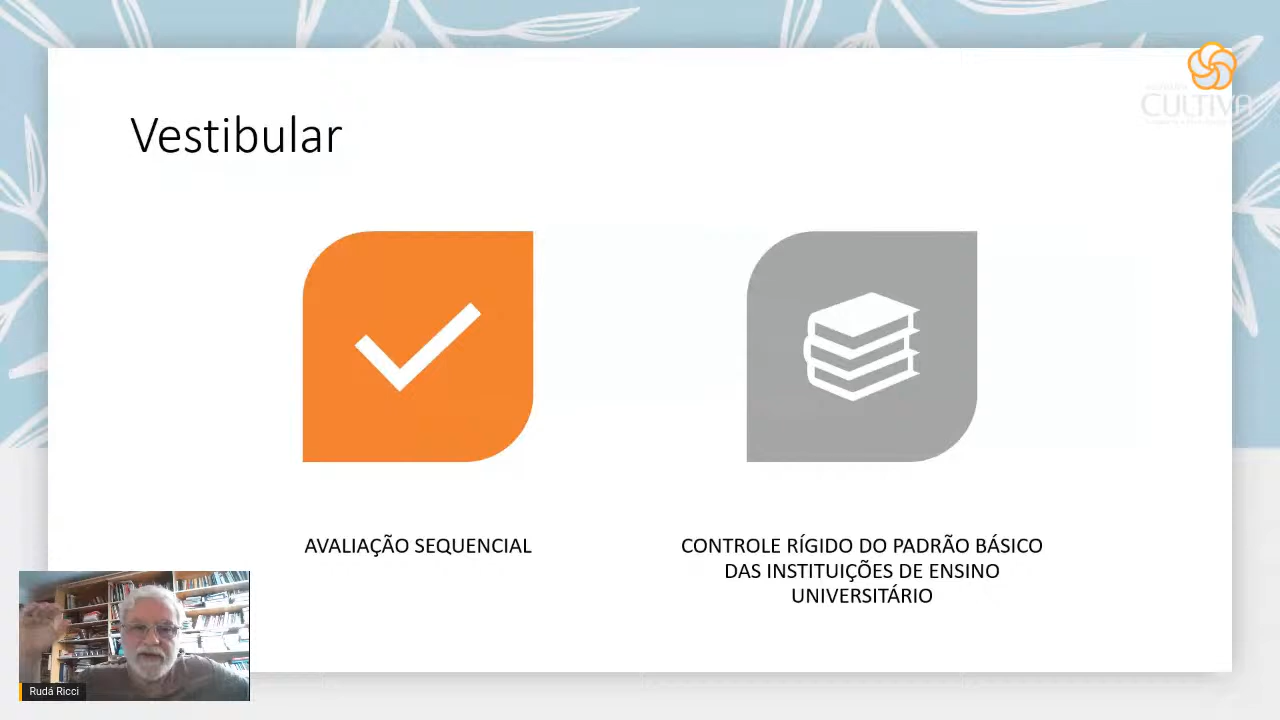 CULTIVA
Vestibular
AVALIAÇÃO SEQUENCIAL
CONTROLE RÍGIDO DO PADRÃO BÁSICO
DAS INSTITUIÇÕES DE ENSINO
UNIVERSITÁRIO
Rudá Ricci